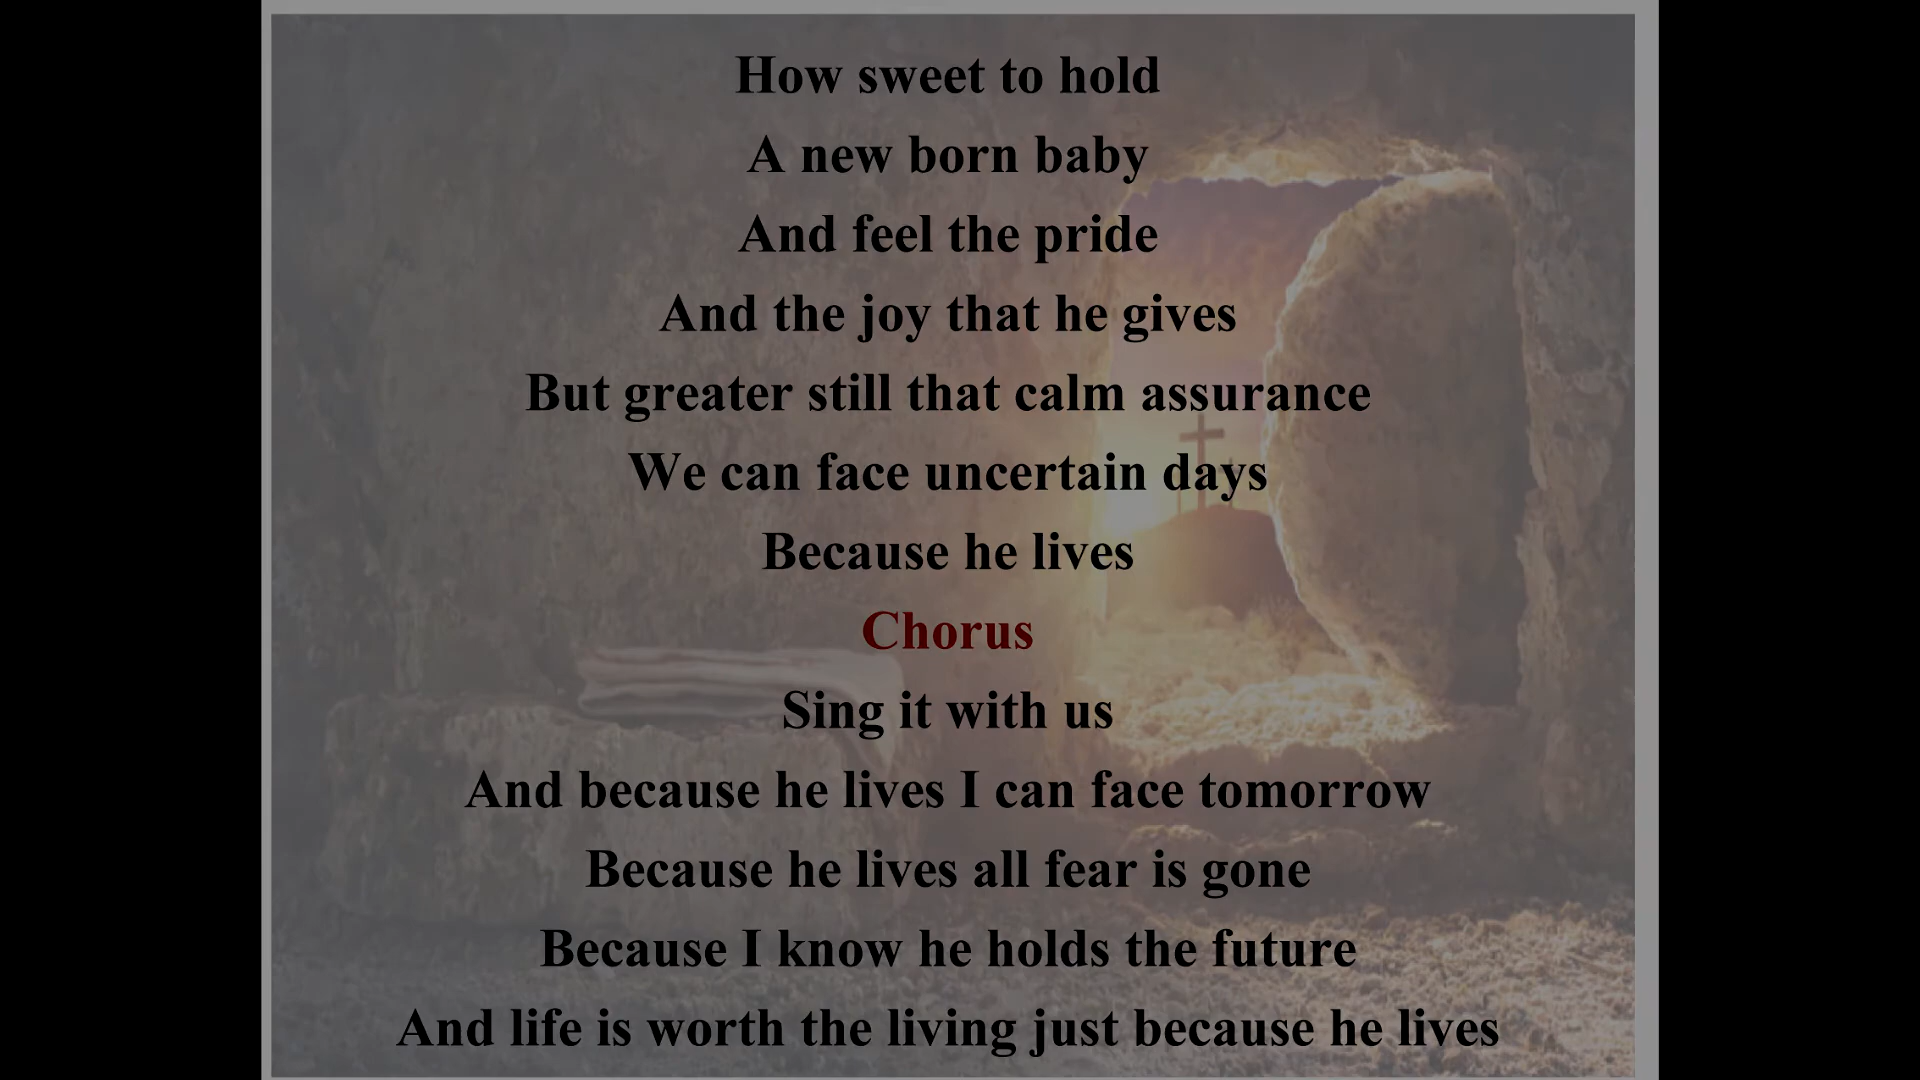 How sweet to hold
A new born baby
And feel the pride
And the joy that he gives
But greater still that calm assurance
We can face uncertain days
Because he lives
Chorus
Sing it with us
And because he lives I can face tomorrow
Because he lives all fear is gone
Because I know he holds the future
And life is worth the living just because he lives